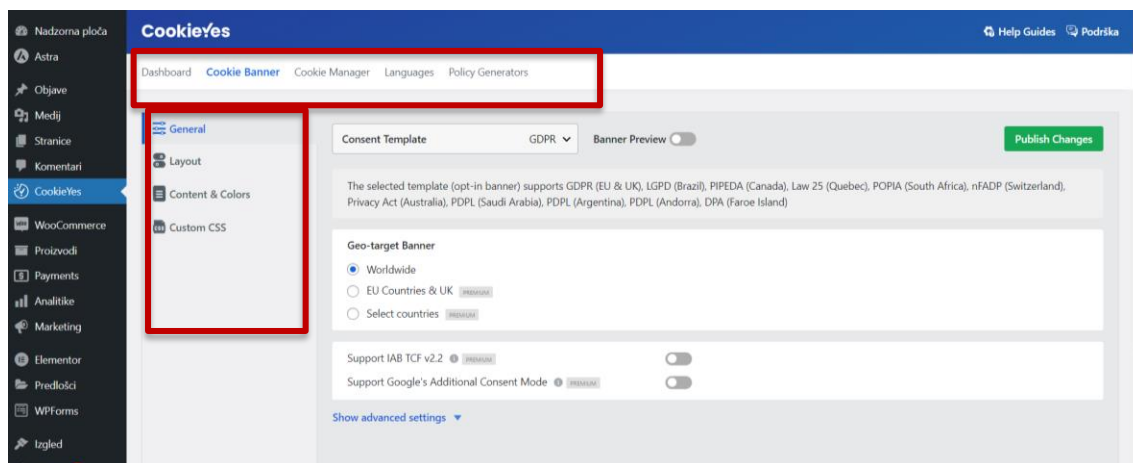 CookieYes
Help Guides Podrška
Nadzorna ploča
Astra
Objave
Medij
Stranice
Komentari
CookieYes
WooCommerce
Proizvodi
Payments
Analitike
Marketing
Elementor
Predlošci
WPForms
Izgled
Dashboard Cookie Banner Cookie Manager Languages Policy Generators
General
Layout
Content & Colors
Custom CSS
Consent Template GDPR Banner Preview Publish Changes
The selected template (opt-in banner) supports GDPR (EU & UK), LGPD (Brazil), PIPEDA (Canada), Law 25 (Quebec), POPIA (South Africa), nFADP (Switzerland),
Privacy Act (Australia), PDPL (Saudi Arabia), PDPL (Argentina), PDPL (Andorra), DPA (Faroe Island)
Geo-target Banner
Worldwide
EU Countries & UK PREMIUM
Select countries PREMIUM
Support IAB TCF v2.2 PREMIUM
Support Google's Additional Consent Mode PREMIUM
Show advanced settings